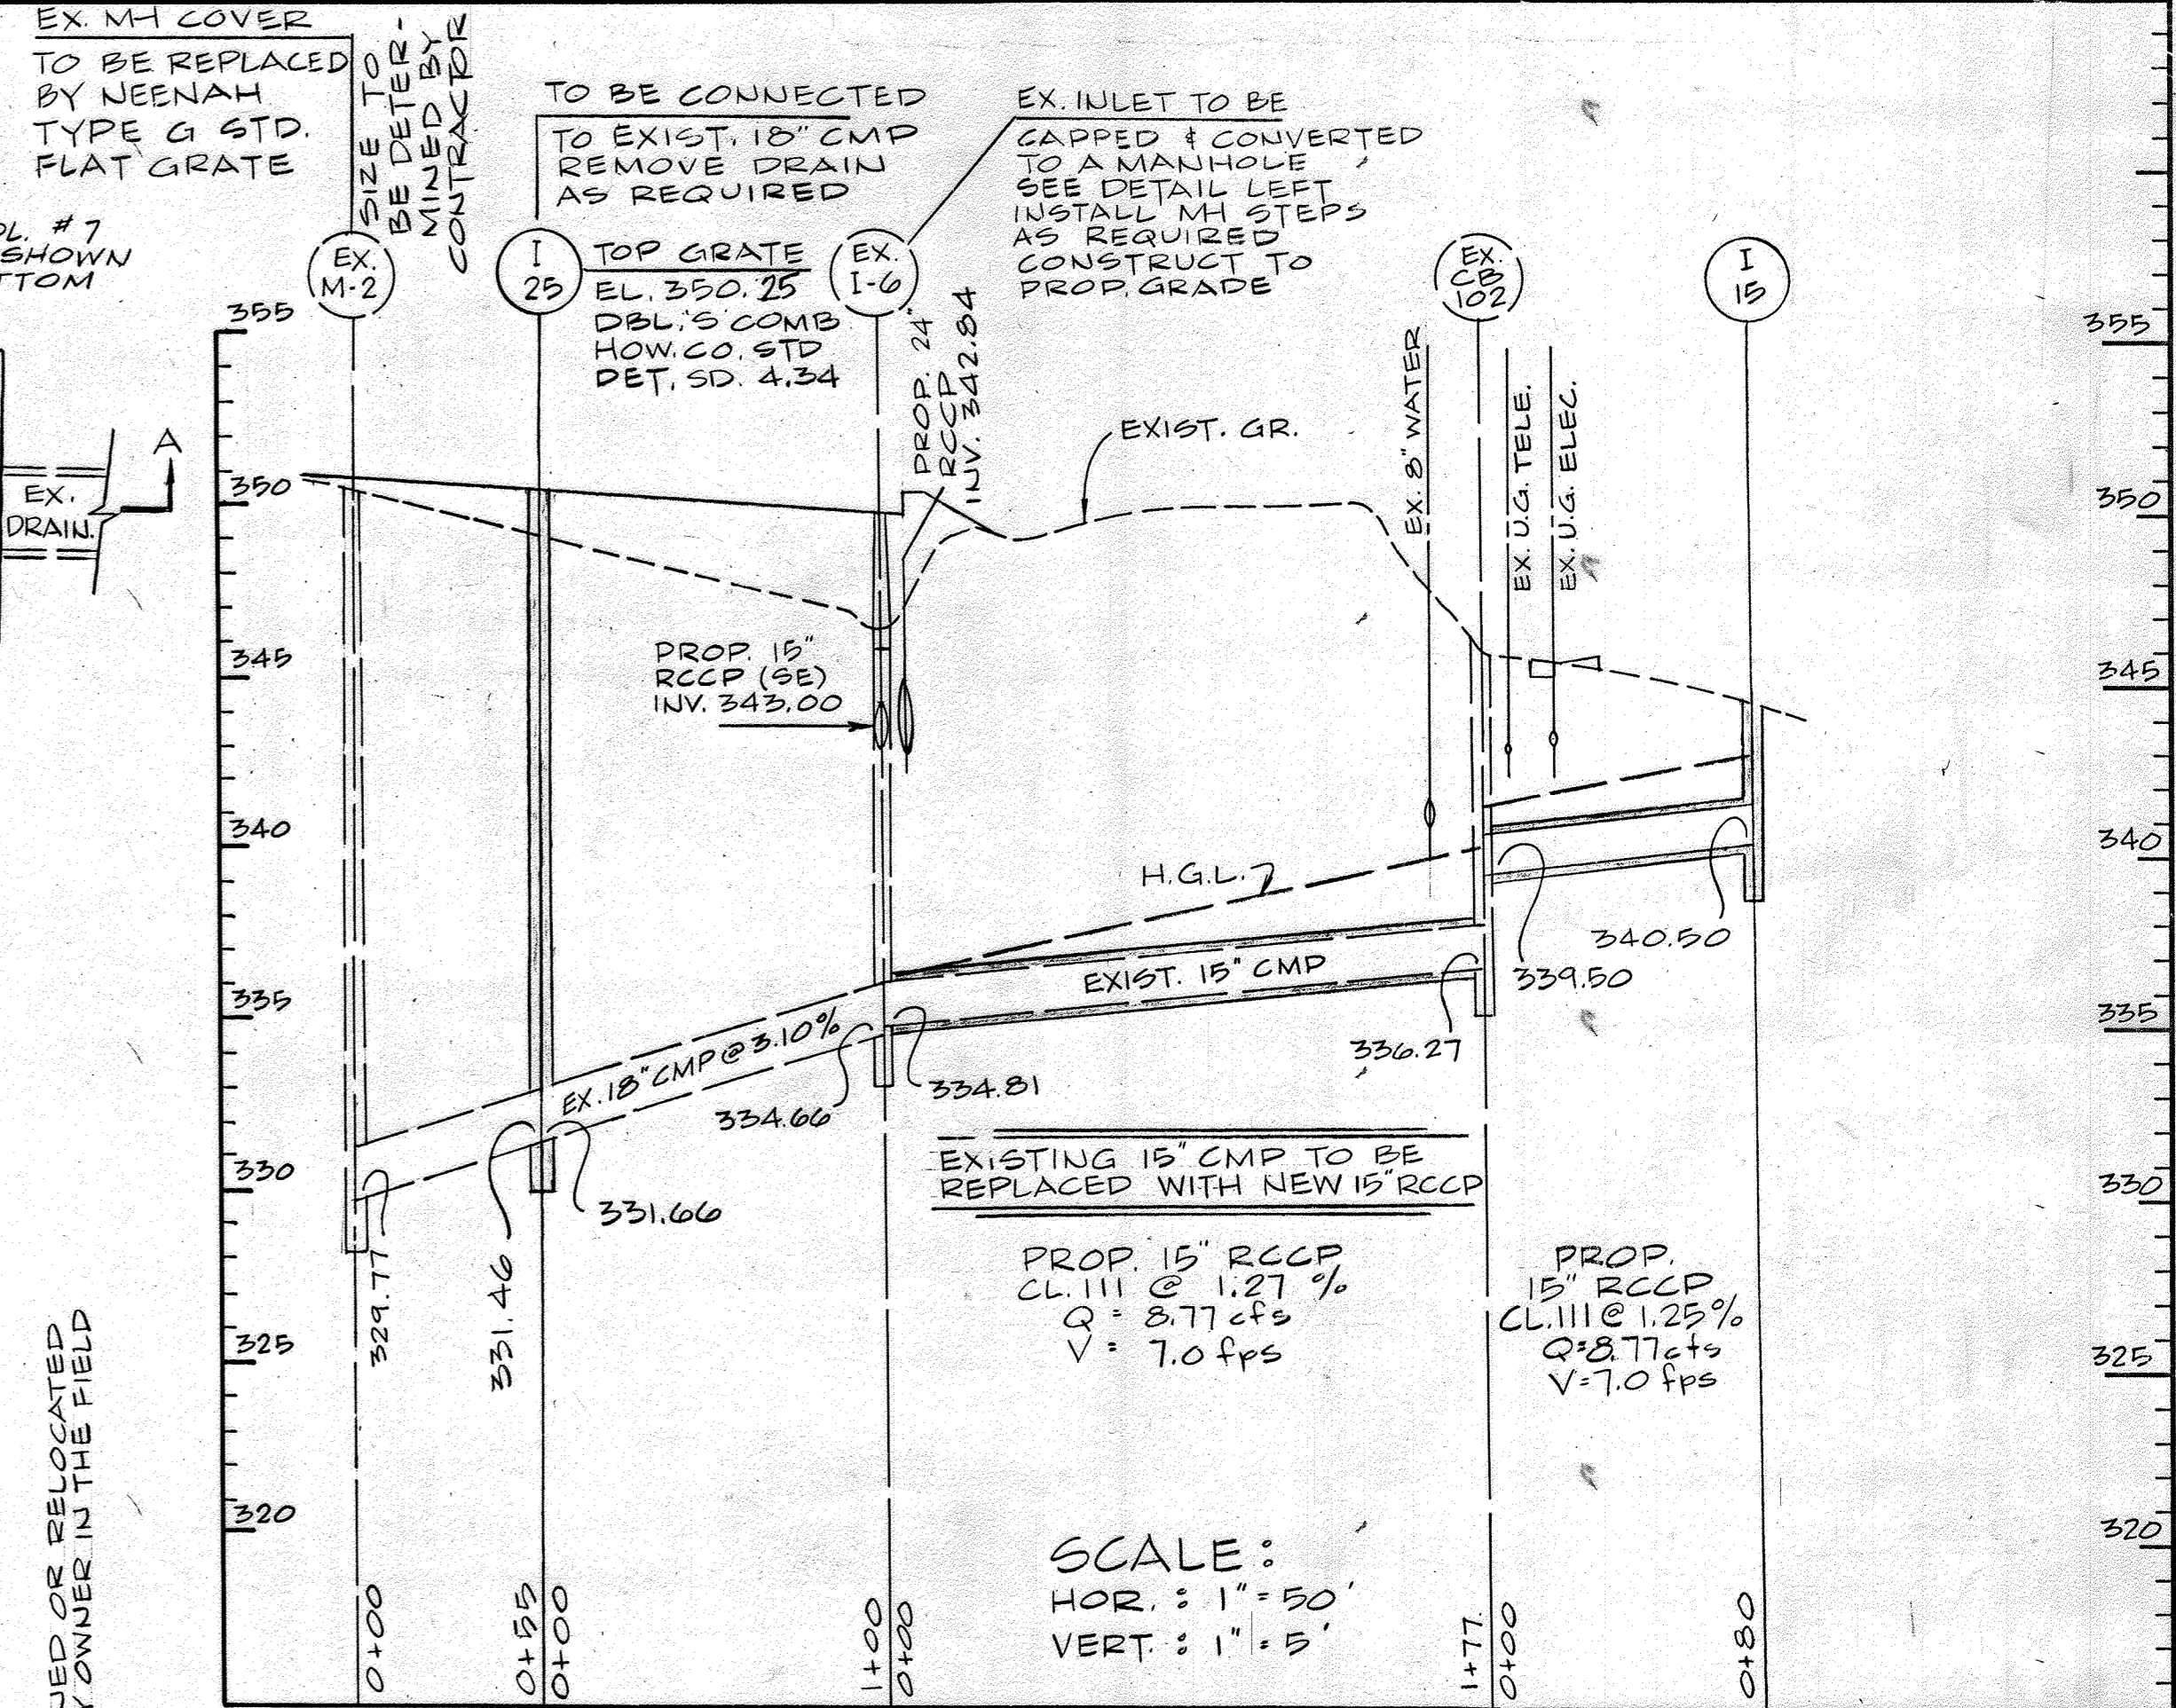 EX. MH COVER
TO BE REPLACED
BY NEENAH
TYPE G STD.
FLAT GRATE
SIZE TO
BE DETER-
MINED BY
CONTRACTOR
TO BE CONNECTED
TO EXIST. 18" CMP
REMOVE DRAIN
AS REQUIRED
EX. INLET TO BE
CAPPED & CONVERTED
TO A MANHOLE
SEE DETAIL LEFT
INSTALL MH STEPS
AS REQUIRED
CONSTRUCT TO
PROP. GRADE
# 7
SHOWN
EX.
M-2
I
25
TOP GRATE
EL. 350.25
DBL. 'S' COMB
HOW. CO. STD
DET. SD. 4.34
EX.
I-6
PROP. 24"
RCCP
INV. 342.84
EX.
CB
102
I
15
355
350
345
340
335
330
325
320
355
350
345
340
335
330
325
320
A
EX.
DRAIN.
EXIST. GR.
EX. 8" WATER
EX. U.G. TELE.
EX. U.G. ELEC.
PROP. 15"
RCCP (SE)
INV. 343.00
H.G.L.
EXIST. 15" CMP
EX. 18" CMP @ 3.10%
340.50
339.50
336.27
334.81
334.66
331.66
331.46
329.77
EXISTING 15" CMP TO BE
REPLACED WITH NEW 15" RCCP
PROP. 15" RCCP
CL. III @ 1.27 %
Q = 8.77 cfs
V = 7.0 fps
PROP.
15" RCCP
CL. III @ 1.25%
Q=8.77cfs
V=7.0 fps
OR RELOCATED
OWNER IN THE FIELD
SCALE :
HOR. : 1" = 50'
VERT. : 1" = 5'
0+00
0+55
0+00
1+00
0+00
1+77.
0+00
0+80